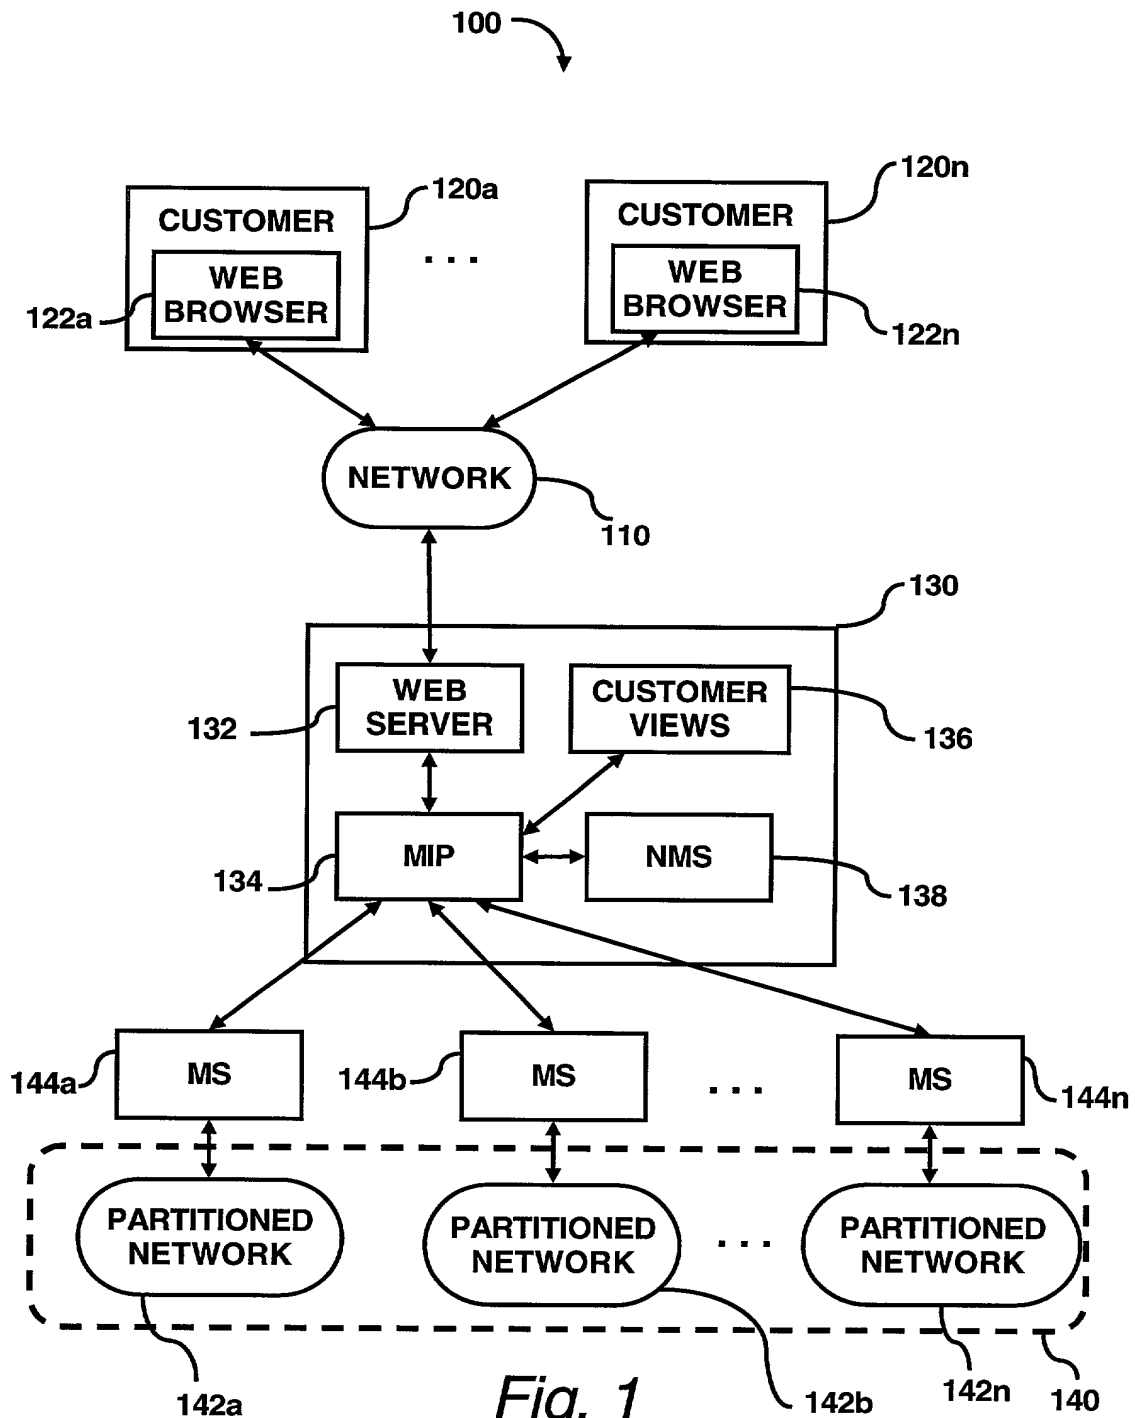 100
120a
120n
CUSTOMER
CUSTOMER
. . .
WEB
BROWSER
WEB
BROWSER
122a
122n
NETWORK
110
130
WEB
SERVER
CUSTOMER
VIEWS
132
136
MIP
NMS
134
138
144a
MS
144b
MS
. . .
MS
144n
PARTITIONED
NETWORK
PARTITIONED
NETWORK
. . .
PARTITIONED
NETWORK
142a
Fig. 1
142b
142n
140